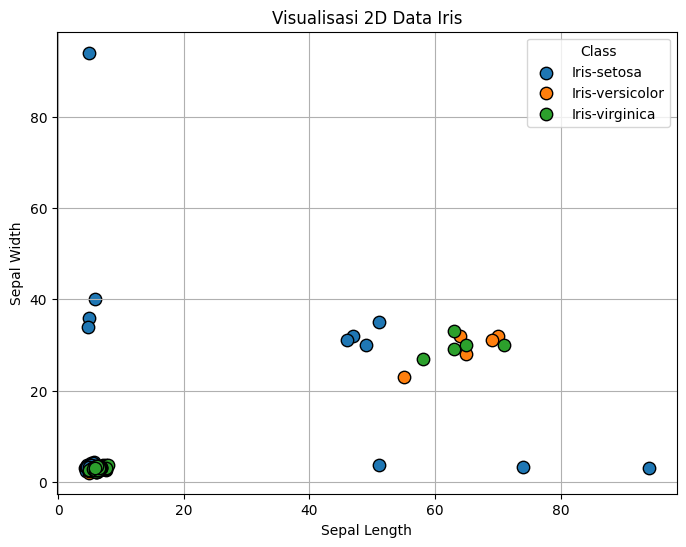 Visualisasi 2D Data Iris
Class
Iris-setosa
Iris-versicolor
Iris-virginica
80
60
40
20
0
Sepal Width
0 20 40 60 80
Sepal Length